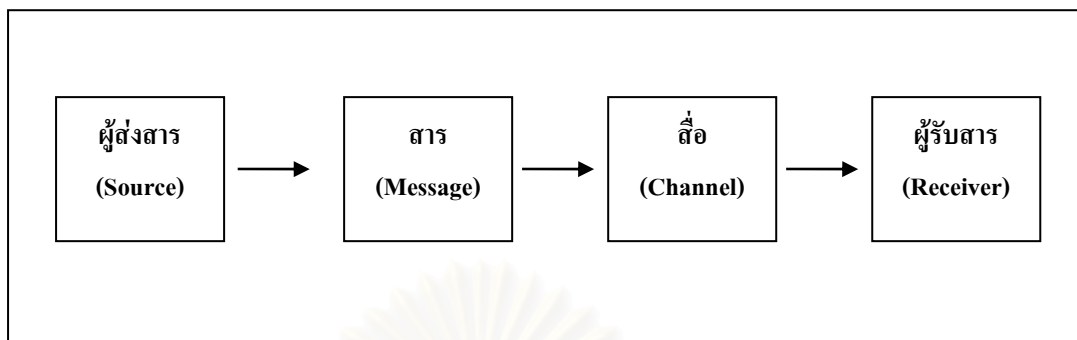 ผู้ส่งสาร
(Source)
สาร
(Message)
สื่อ
(Channel)
ผู้รับสาร
(Receiver)